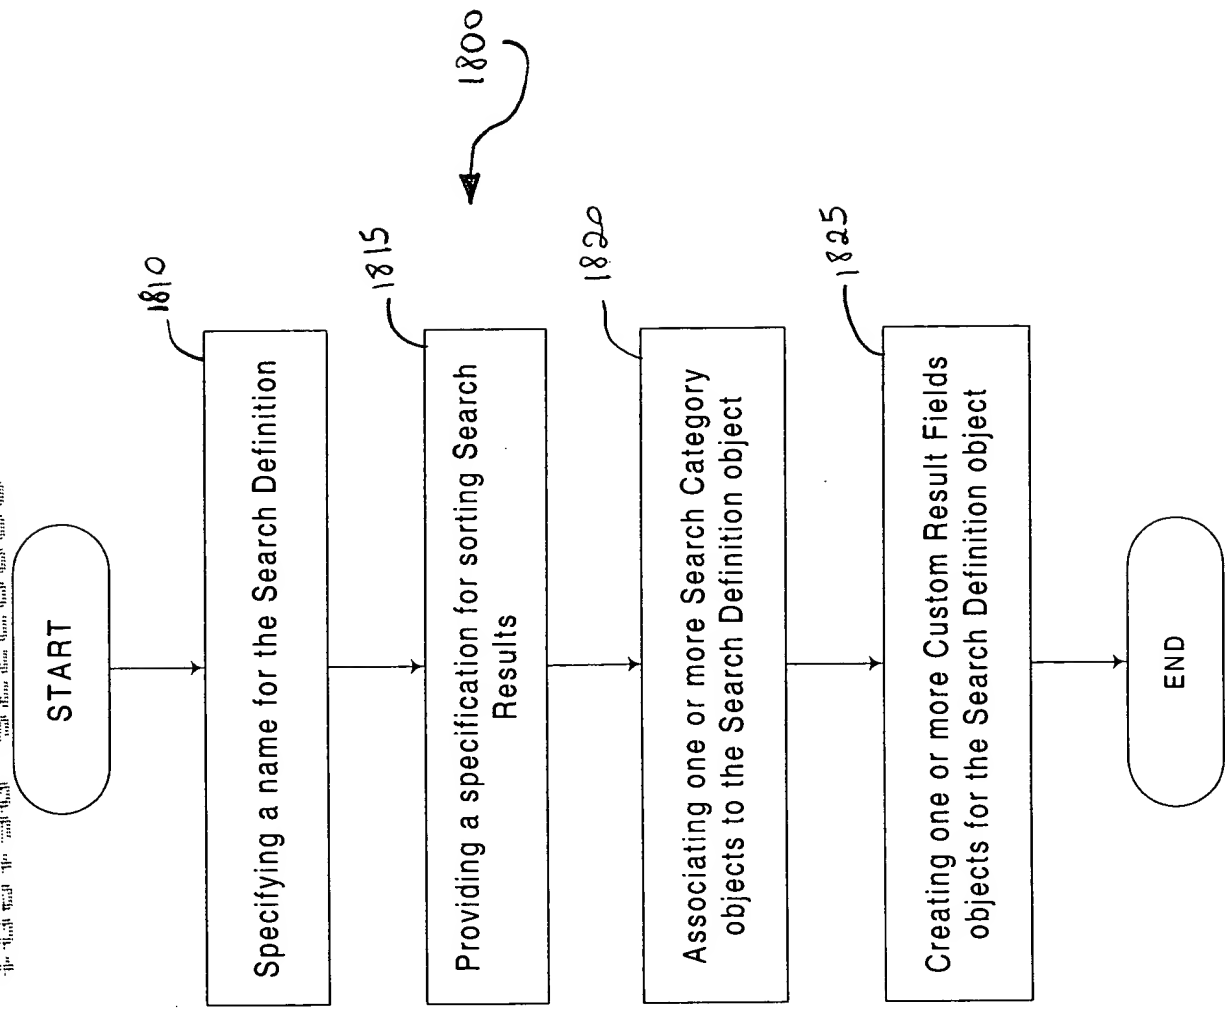 1800
START
1810
Specifying a name for the Search Definition
1815
Providing a specification for sorting Search
Results
1820
Associating one or more Search Category
objects to the Search Definition object
1825
Creating one or more Custom Result Fields
objects for the Search Definition object
END